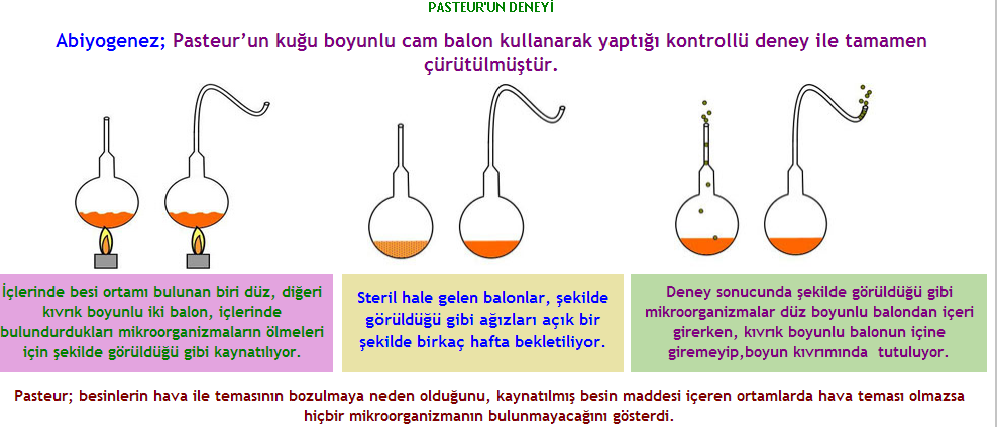 PASTEUR'UN DENEYİ
Abiyogenez; Pasteur’un kuğu boyunlu cam balon kullanarak yaptığı kontrollü deney ile tamamen
çürütülmüştür.
İçlerinde besi ortamı bulunan biri düz, diğeri
kıvrık boyunlu iki balon, içlerinde
bulundurdukları mikroorganizmaların ölmeleri
için şekilde görüldüğü gibi kaynatılıyor.
Steril hale gelen balonlar, şekilde
görüldüğü gibi ağızları açık bir
şekilde birkaç hafta bekletiliyor.
Deney sonucunda şekilde görüldüğü gibi
mikroorganizmalar düz boyunlu balondan içeri
girerken, kıvrık boyunlu balonun içine
giremeyip,boyun kıvrımında tutuluyor.
Pasteur; besinlerin hava ile temasının bozulmaya neden olduğunu, kaynatılmış besin maddesi içeren ortamlarda hava teması olmazsa
hiçbir mikroorganizmanın bulunmayacağını gösterdi.